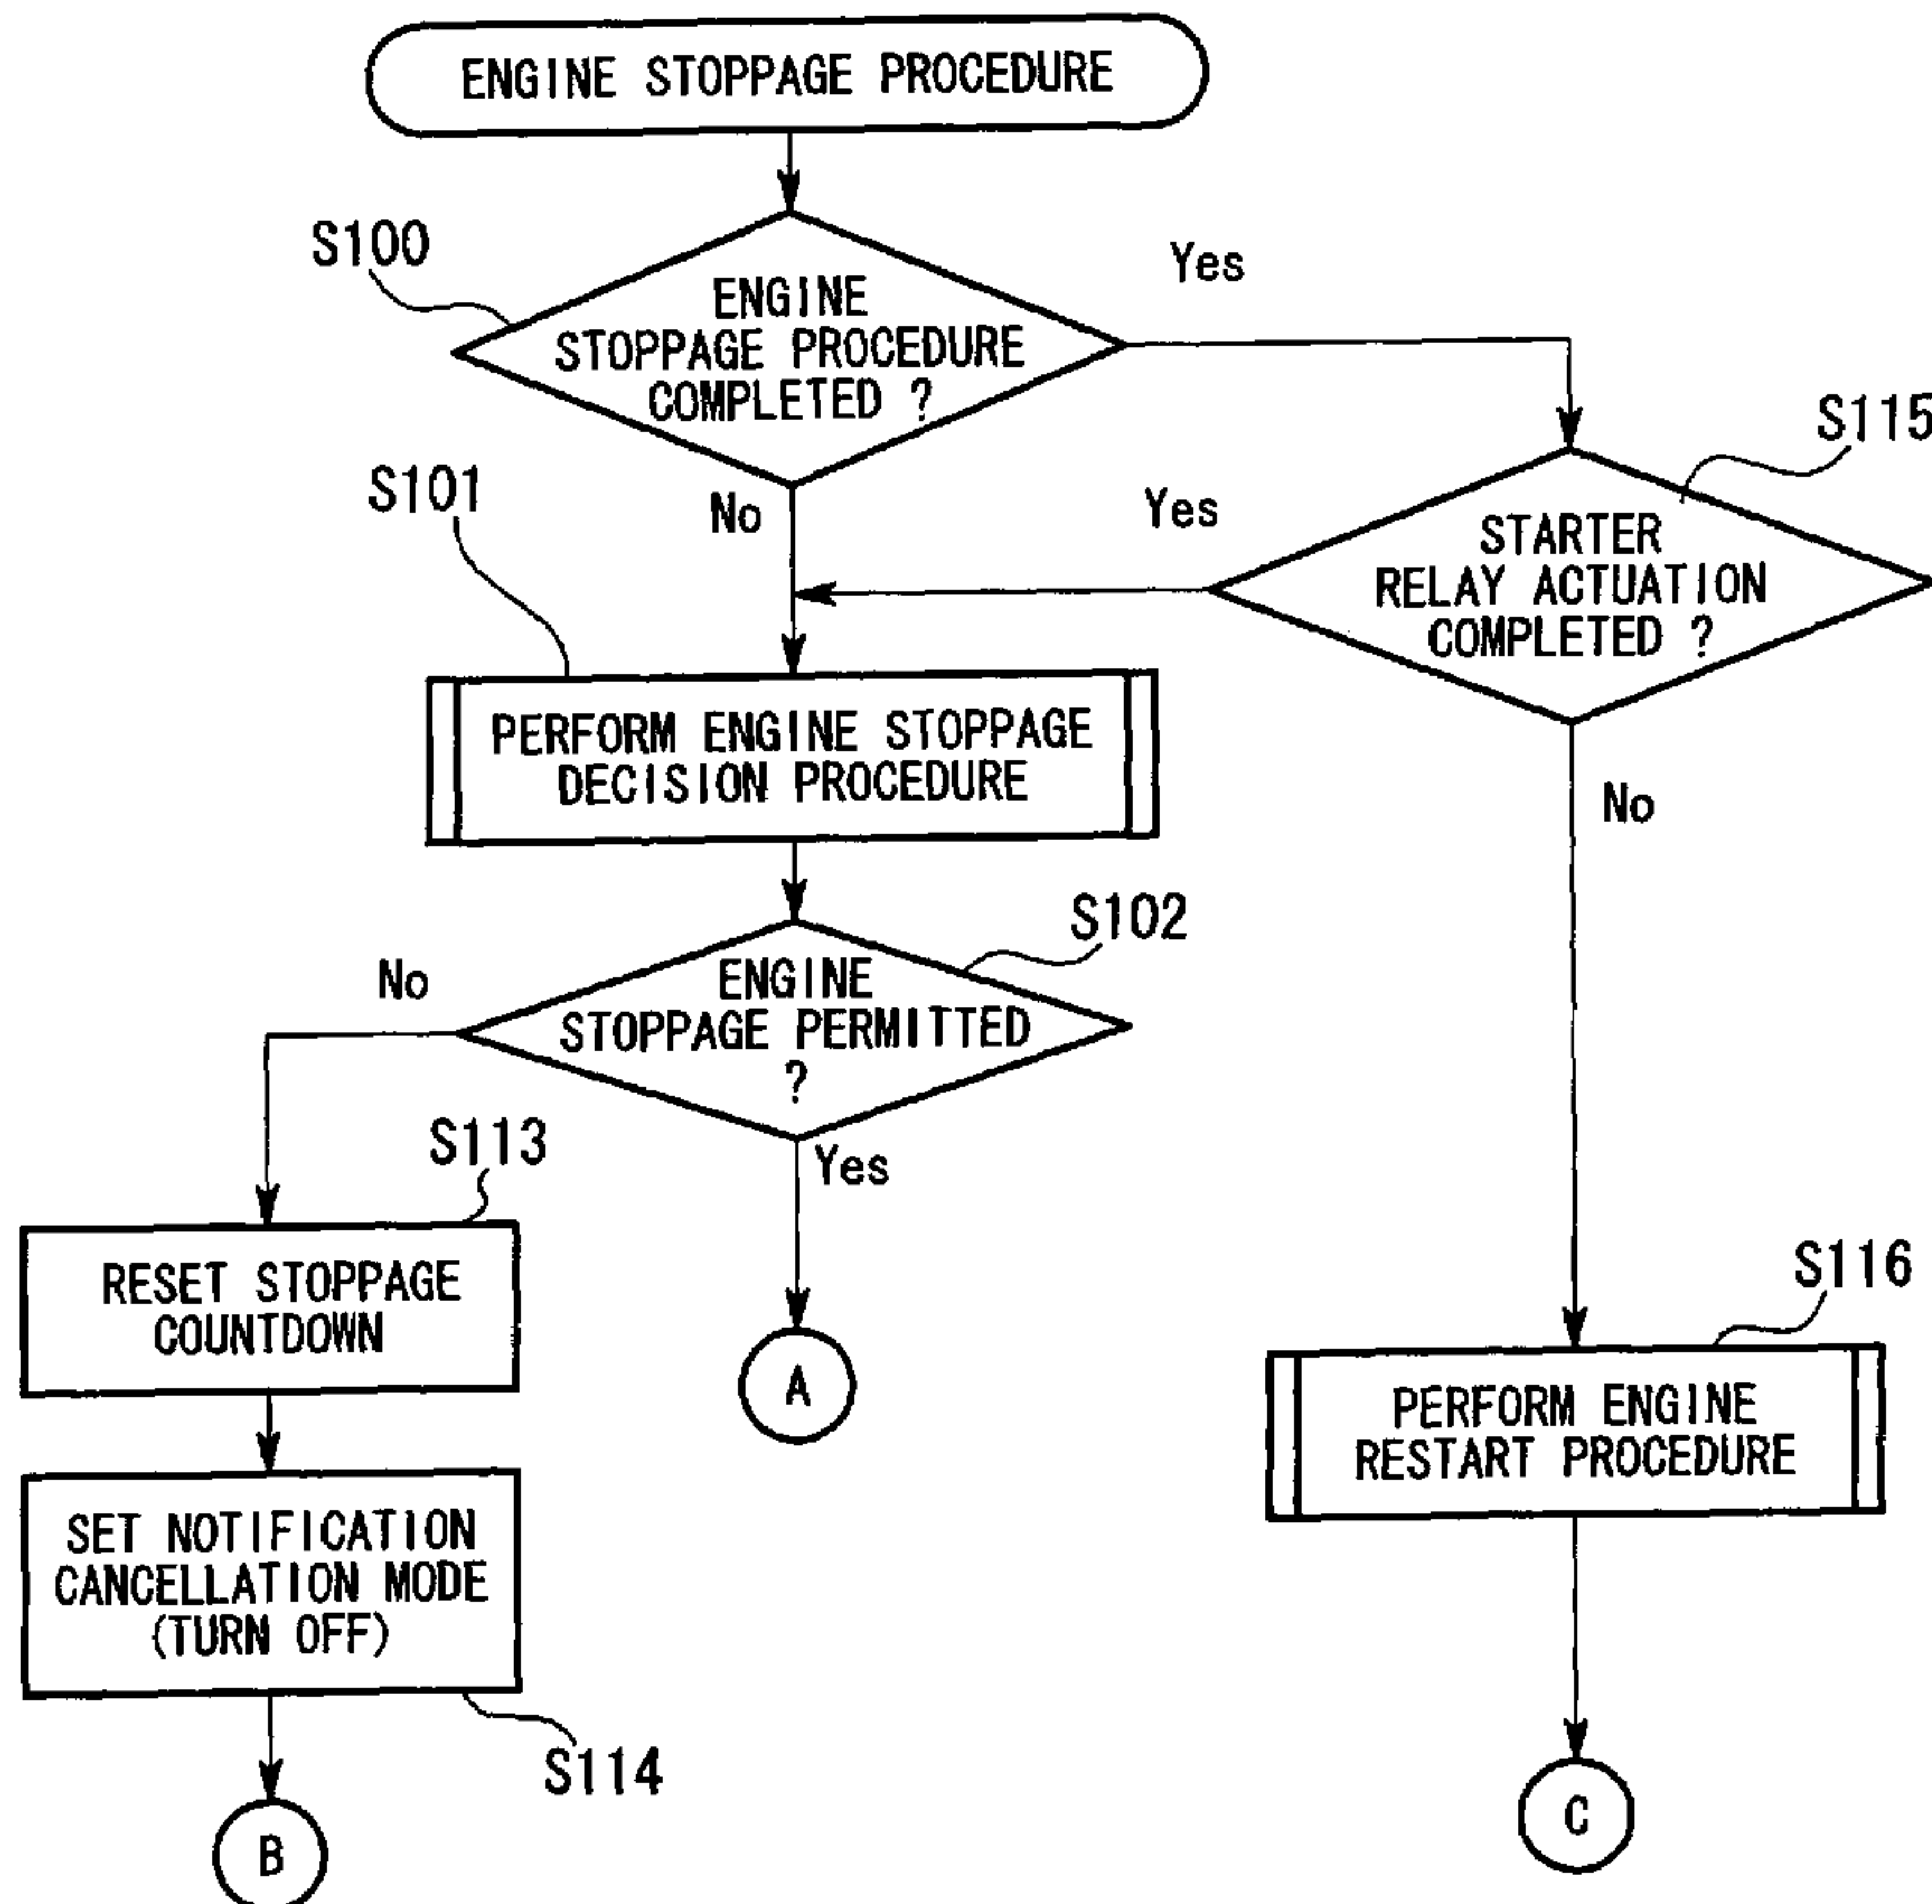 ENGINE STOPPAGE PROCEDURE
S100
ENGINE
STOPPAGE PROCEDURE
COMPLETED ?
Yes
No
S115
STARTER
RELAY ACTUATION
COMPLETED ?
Yes
No
S101
PERFORM ENGINE STOPPAGE
DECISION PROCEDURE
S102
ENGINE
STOPPAGE PERMITTED
?
No
Yes
S113
RESET STOPPAGE
COUNTDOWN
A
S116
PERFORM ENGINE
RESTART PROCEDURE
SET NOTIFICATION
CANCELLATION MODE
(TURN OFF)
S114
B
C